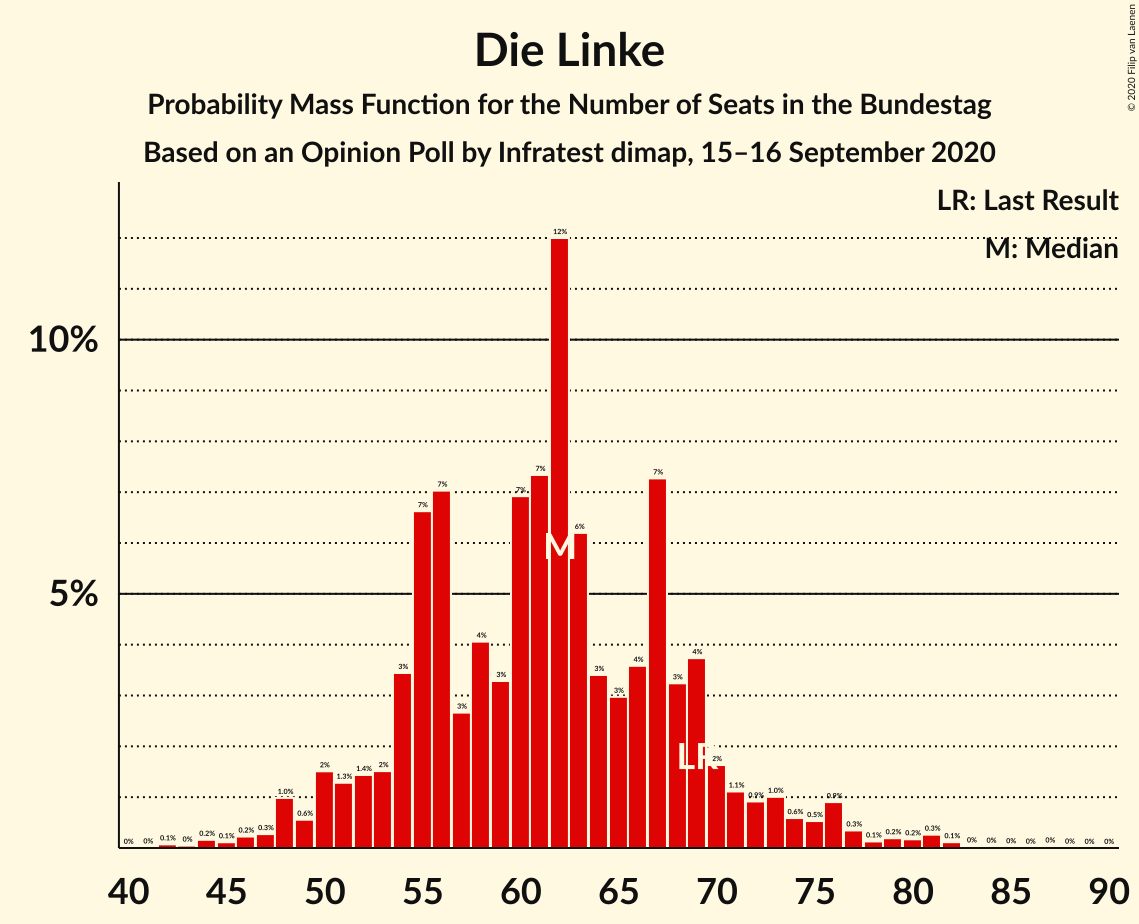 Die Linke
Probability Mass Function for the Number of Seats in the Bundestag
Based on an Opinion Poll by Infratest dimap, 15–16 September 2020
© 2020 Filip van Laenen
LR: Last Result
M: Median
10%
5%
0% 0% 0.1% 0% 0.2% 0.1% 0.2% 0.3% 1.0% 0.6% 2% 1.3% 1.4% 2% 3% 7% 7% 3% 4% 3% 7% 7% 12% 6% 3% 3% 4% 7% 3% 4% 2% 1.1% 0.9% 1.0% 0.6% 0.5% 0.9% 0.3% 0.1% 0.2% 0.2% 0.3% 0.1% 0% 0% 0% 0% 0% 0% 0% 0%
M
LR
40 45 50 55 60 65 70 75 80 85 90